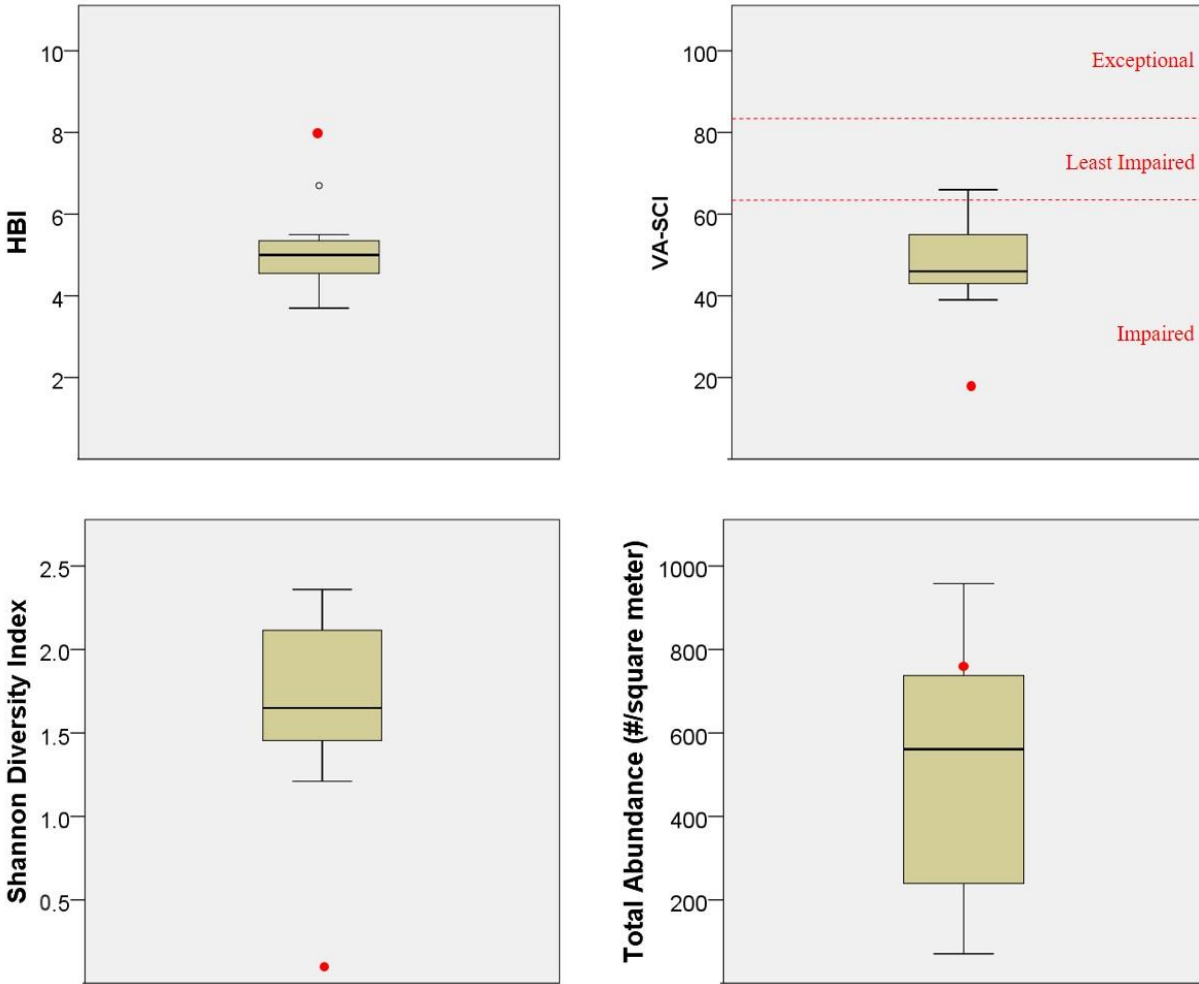 HBI
10
8
6
4
2
VA-SCI
100
80
60
40
20
Exceptional
Least Impaired
Impaired
Shannon Diversity Index
2.5
2.0
1.5
1.0
0.5
Total Abundance (#/square meter)
1000
800
600
400
200